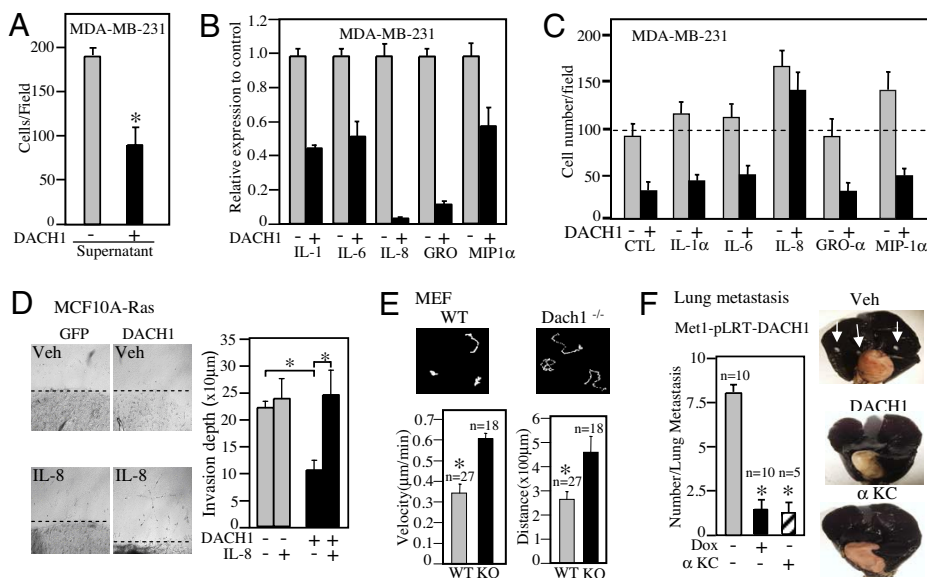 A
MDA-MB-231
Cells/Field
200
150
100
50
0
*
- +
DACH1
Supernatant
B
MDA-MB-231
Relative expression to control
1.2
1.0
0.8
0.6
0.4
0.2
0
DACH1 - + - + - + - + - +
IL-1 IL-6 IL-8 GRO MIP1α
C
MDA-MB-231
Cell number/field
200
150
100
50
0
DACH1 - + - + - + - + - + - +
CTL IL-1α IL-6 IL-8 GRO-α MIP-1α
D
MCF10A-Ras
GFP DACH1
Veh Veh
IL-8 IL-8
Invasion depth (x10μm)
30
25
20
15
10
5
0
* *
DACH1 - - + +
IL-8 - + - +
E
MEF
WT Dach1 -/-
Velocity(μm/min)
0.7
0.6
0.5
0.4
0.3
0.2
0.1
0
n=18
*
n=27
WT KO
Distance(x100μm)
6
5
4
3
2
1
0
n=18
*
n=27
WT KO
F
Lung metastasis
Met1-pLRT-DACH1
Number/Lung Metastasis
10
7.5
5.0
2.5
0
n=10
n=10 n=5
* *
Dox - +
α KC - +
Veh
DACH1
α KC